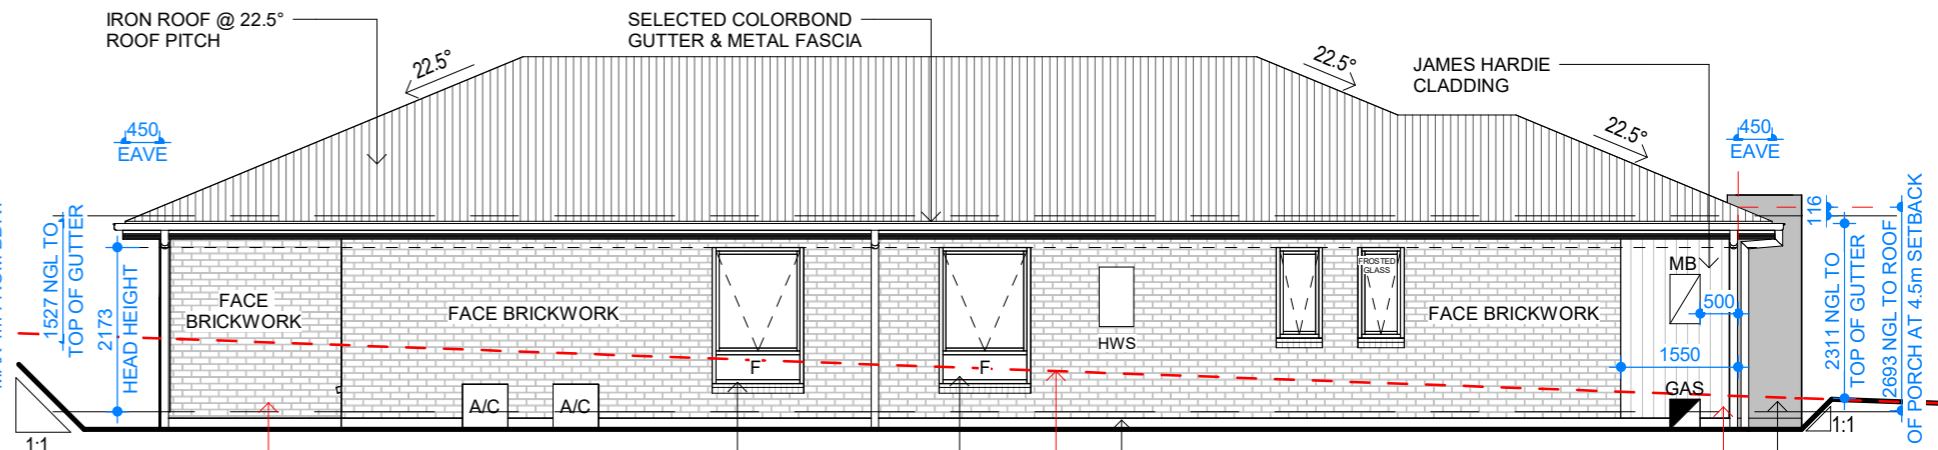 IRON ROOF @ 22.5°
ROOF PITCH
SELECTED COLORBOND
GUTTER & METAL FASCIA
JAMES HARDIE
CLADDING
22.5°
22.5°
22.5°
450
EAVE
450
EAVE
1527 NGL TO
TOP OF GUTTER
2173
HEAD HEIGHT
FACE
BRICKWORK
FACE BRICKWORK
F
F
HWS
FROSTED
GLASS
FACE BRICKWORK
MB
500
1550
GAS
A/C
A/C
116
2311 NGL TO
TOP OF GUTTER
2693 NGL TO ROOF
OF PORCH AT 4.5m SETBACK
1:1
1:1